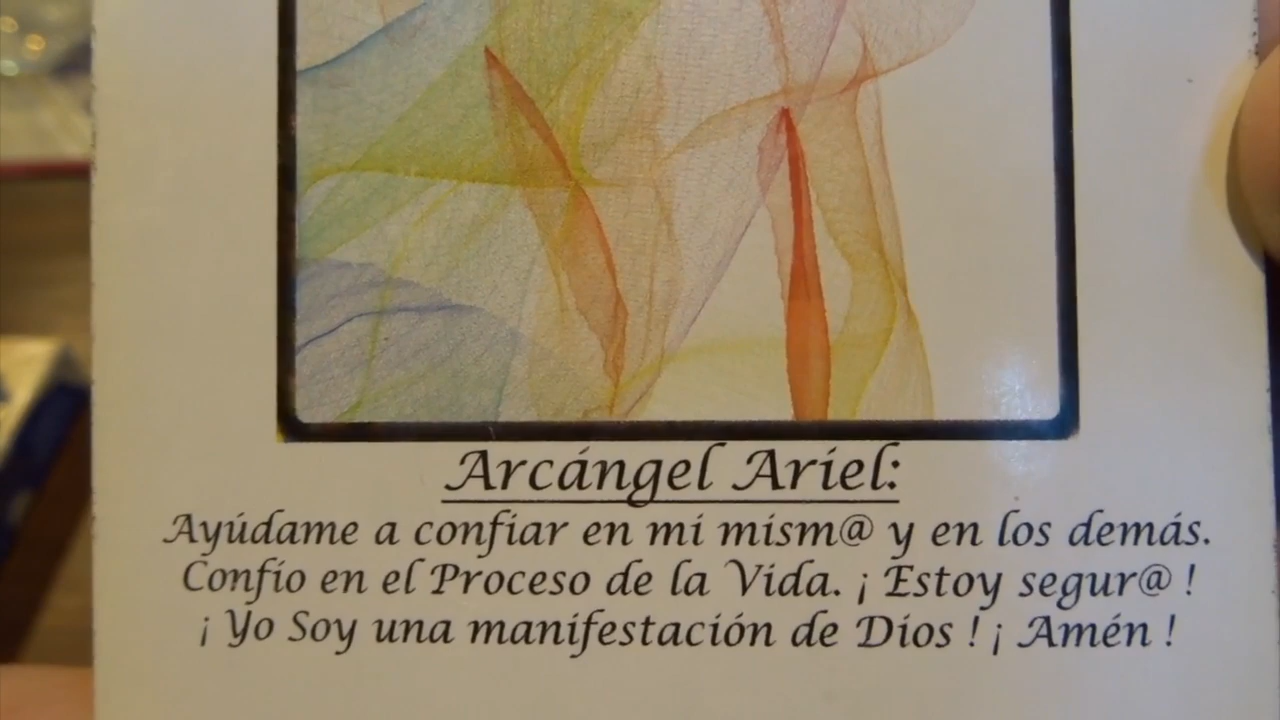 Arcángel Ariel:
Ayúdame a confiar en mi mism@ y en los demás.
Confío en el Proceso de la Vida. ¡ Estoy segur@ !
¡ Yo Soy una manifestación de Dios ! ¡ Amén !